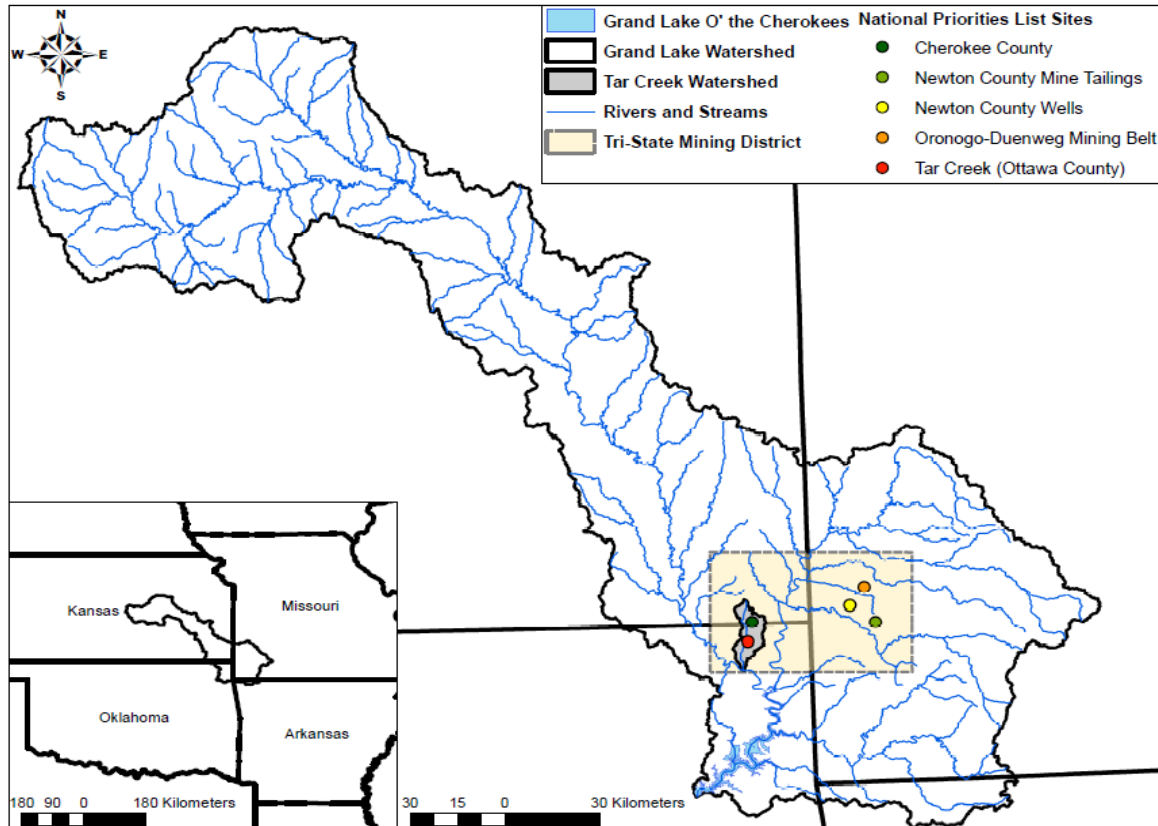 N
W E
S
Grand Lake O' the Cherokees
Grand Lake Watershed
Tar Creek Watershed
Rivers and Streams
Tri-State Mining District
National Priorities List Sites
Cherokee County
Newton County Mine Tailings
Newton County Wells
Oronogo-Duenweg Mining Belt
Tar Creek (Ottawa County)
Kansas
Missouri
Oklahoma
Arkansas
180 90 0 180 Kilometers
30 15 0 30 Kilometers